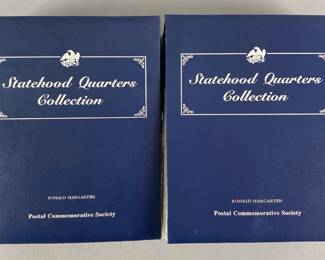 Statehood Quarters
Collection
RONALD HARGARTEN
Postal Commemorative Society
Statehood Quarters
Collection
RONALD HARGARTEN
Postal Commemorative Society